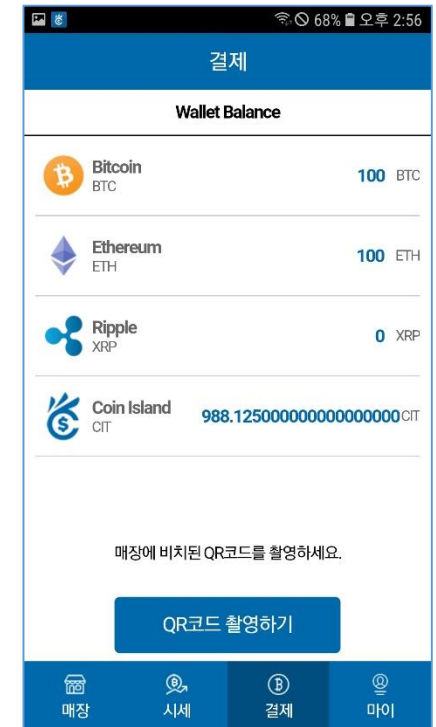 68% 오후 2:56
결제
Wallet Balance
Bitcoin
BTC
100 BTC
Ethereum
ETH
100 ETH
Ripple
XRP
0 XRP
Coin Island
CIT
988.125000000000000000 CIT
매장에 비치된 QR코드를 촬영하세요.
QR코드 촬영하기
매장 시세 결제 마이